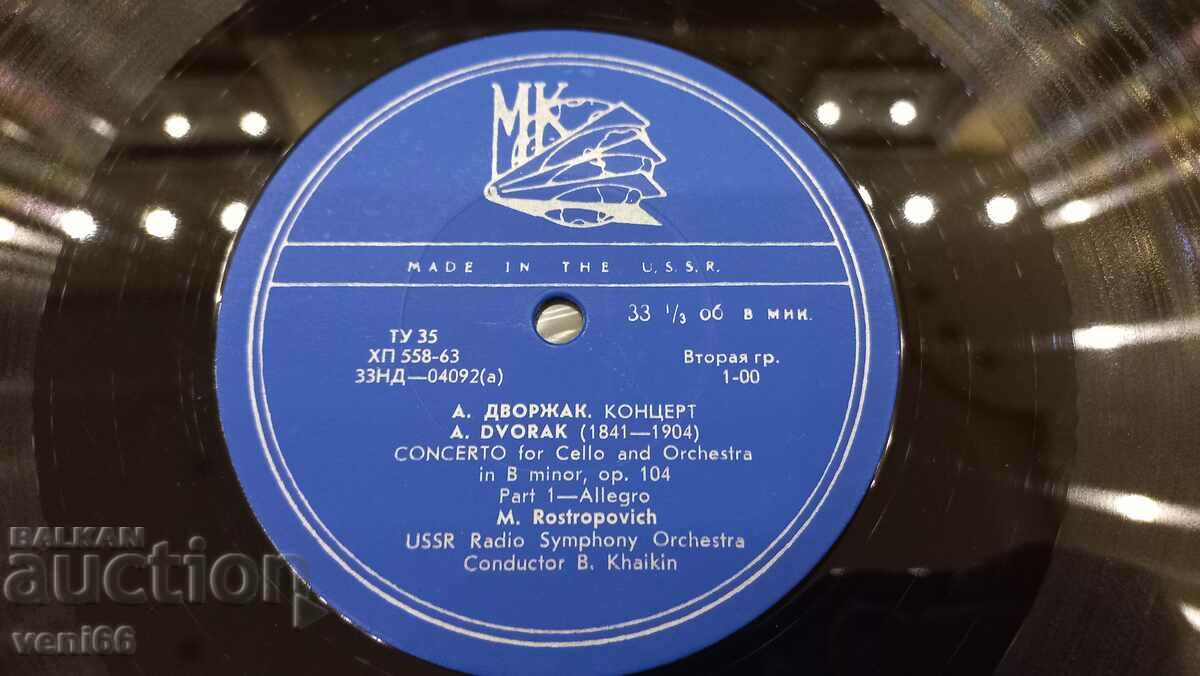 МК
MADE IN THE U.S.S.R.
33 1/3 об в мин.
ТУ 35
ХП 558-63
33НД—04092(а)
Вторая гр.
1-00
А. ДВОРЖАК. КОНЦЕРТ
A. DVORAK (1841—1904)
CONCERTO for Cello and Orchestra
in B minor, op. 104
Part 1—Allegro
M. Rostropovich
USSR Radio Symphony Orchestra
Conductor B. Khaikin
BALKAN
auction
veni66